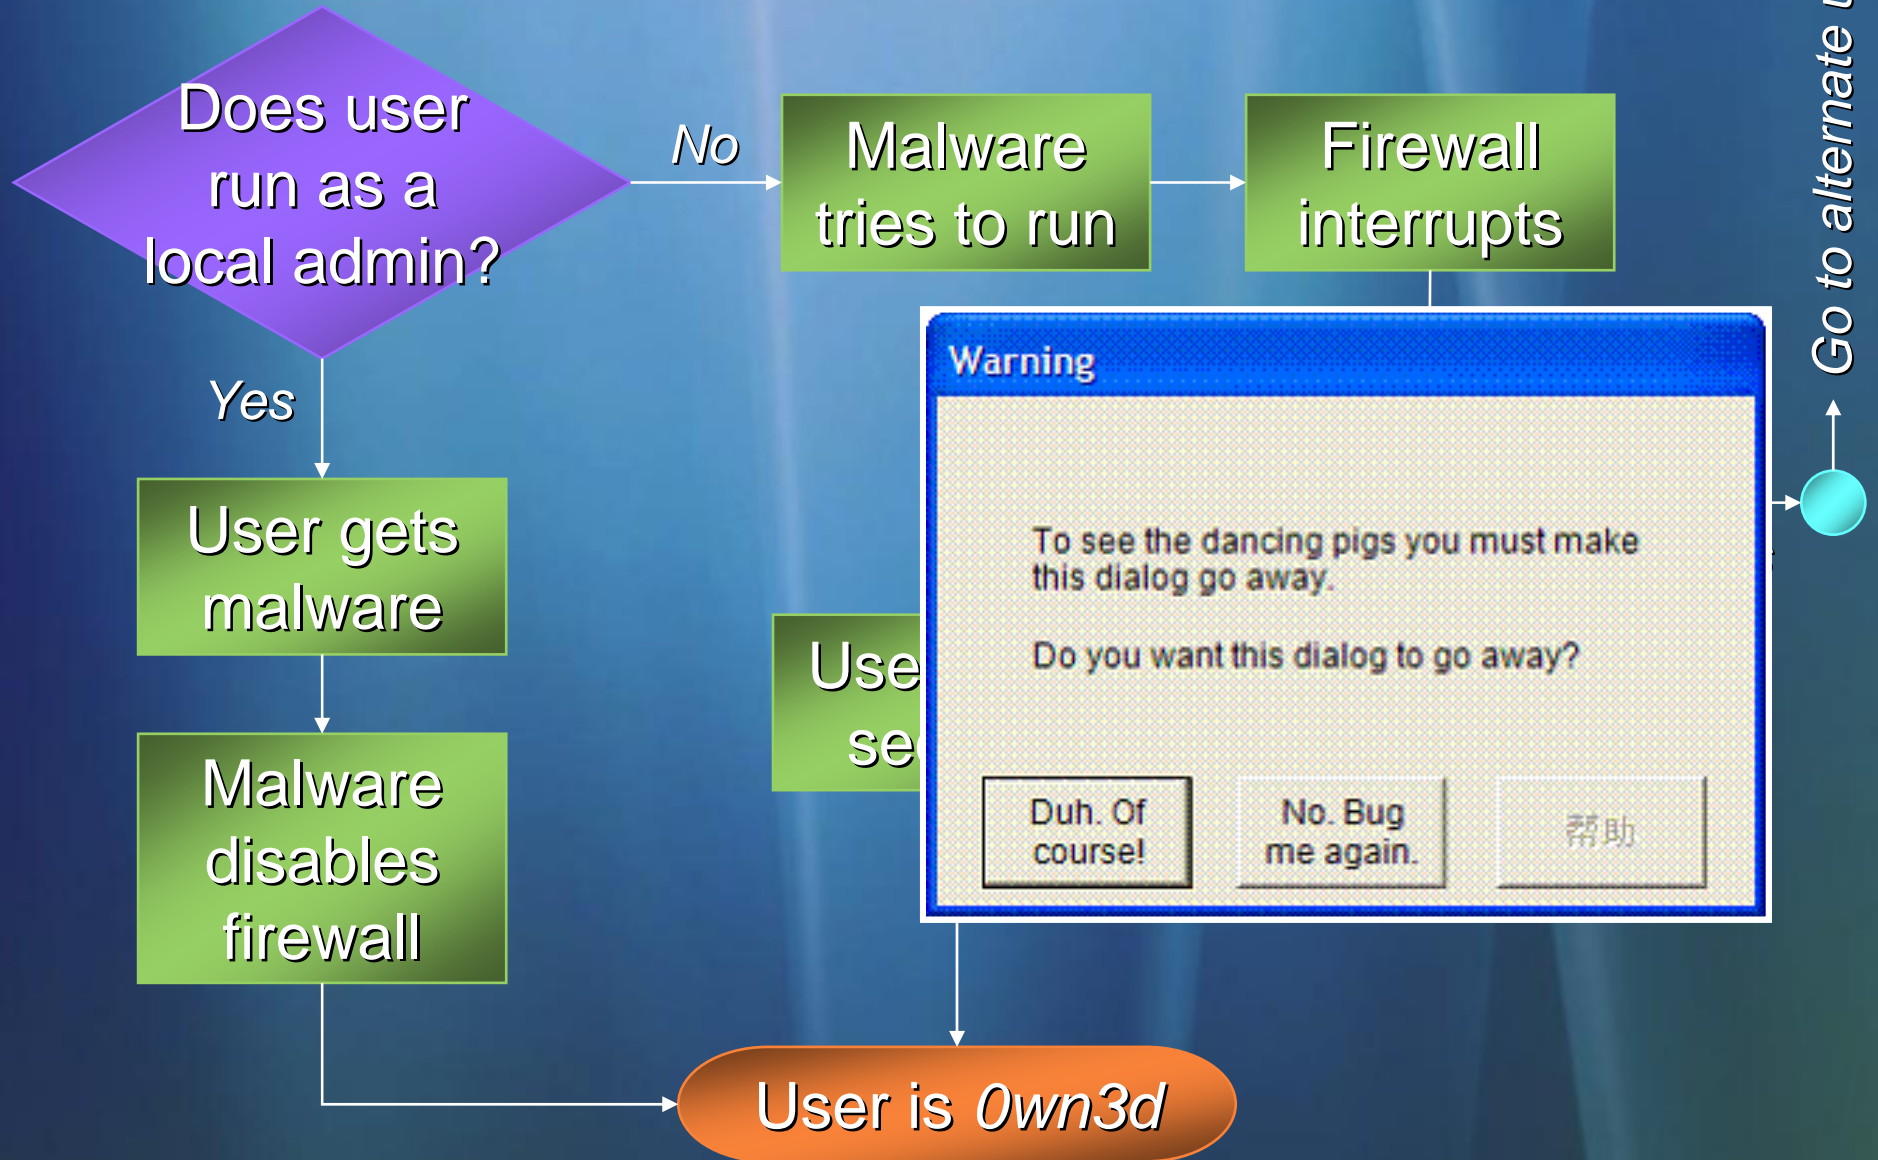 Does user
run as a
local admin?
No
Malware
tries to run
Firewall
interrupts
Go to alternate
Yes
User gets
malware
Malware
disables
firewall
Warning
To see the dancing pigs you must make
this dialog go away.
Do you want this dialog to go away?
Duh. Of
course!
No. Bug
me again.
帮助
User is 0wn3d